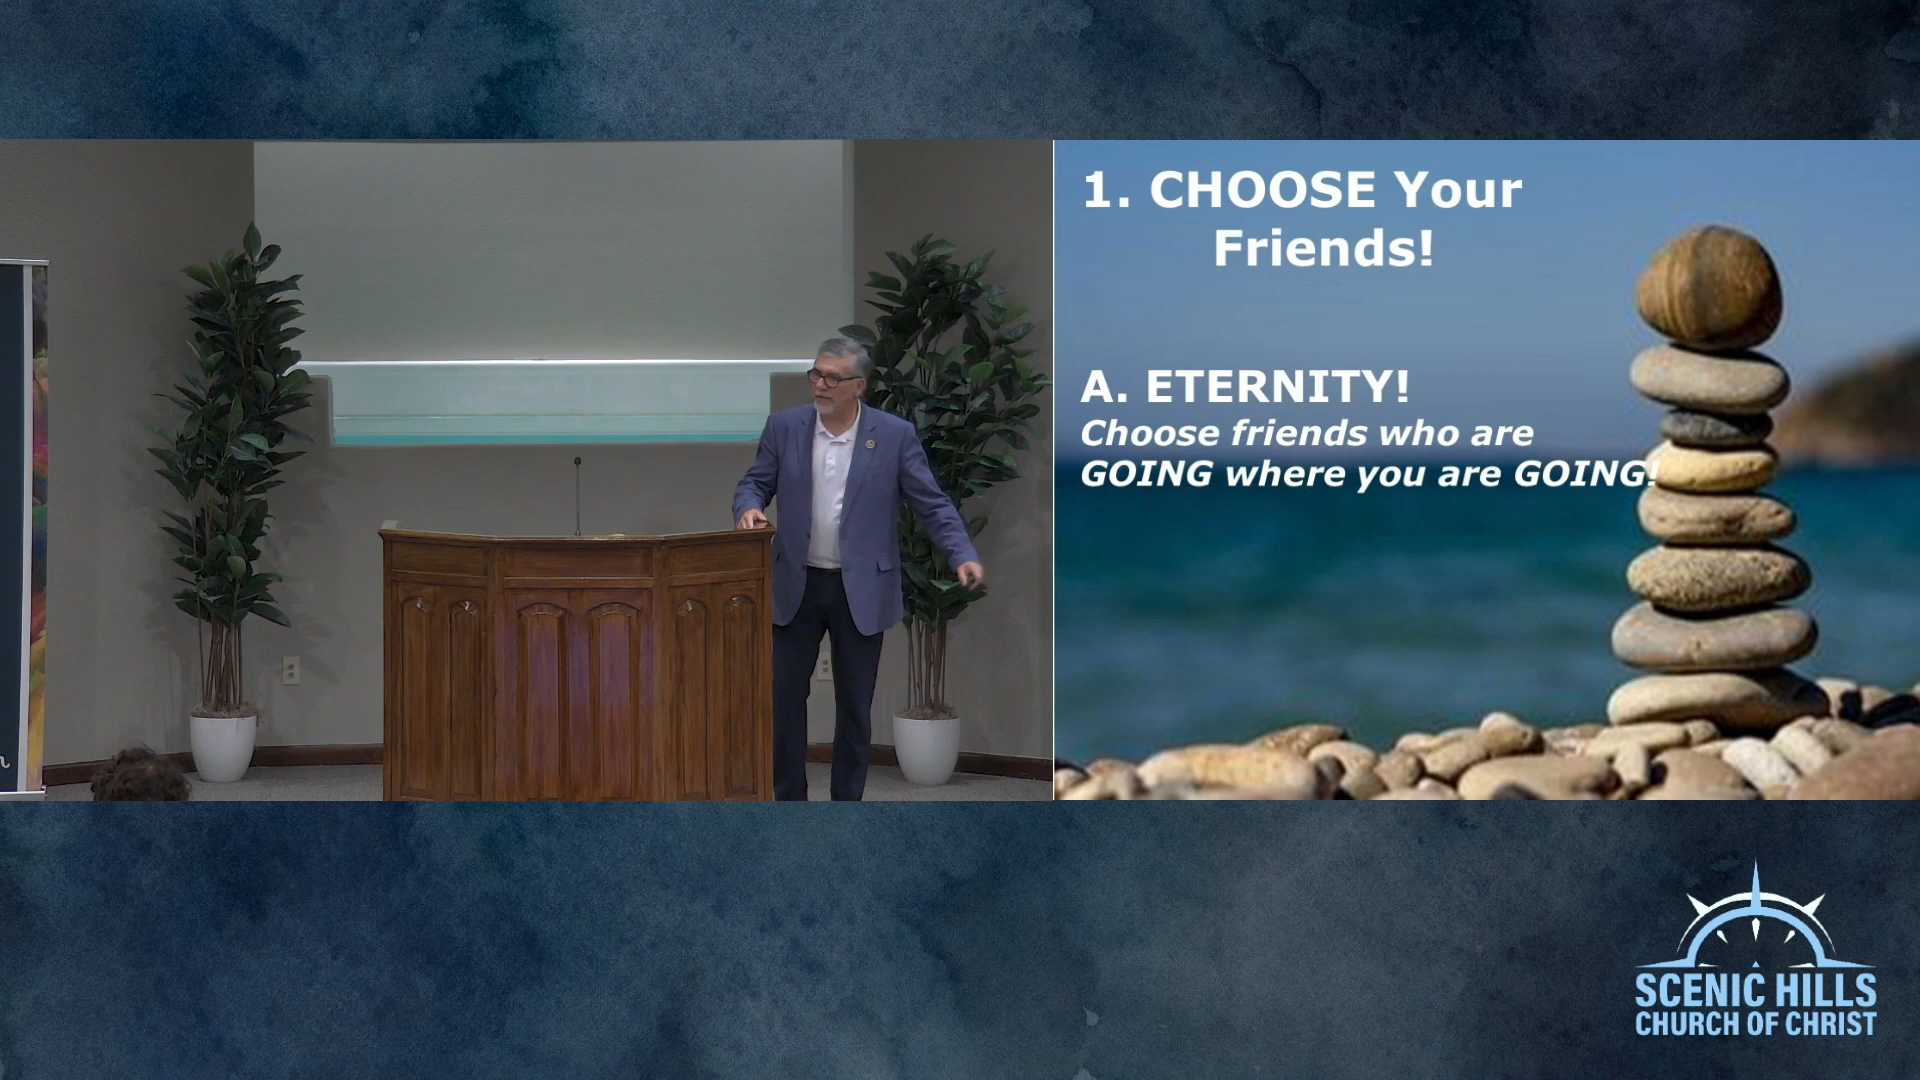 1. CHOOSE Your
Friends!
A. ETERNITY!
Choose friends who are
GOING where you are GOING!
SCENIC HILLS
CHURCH OF CHRIST